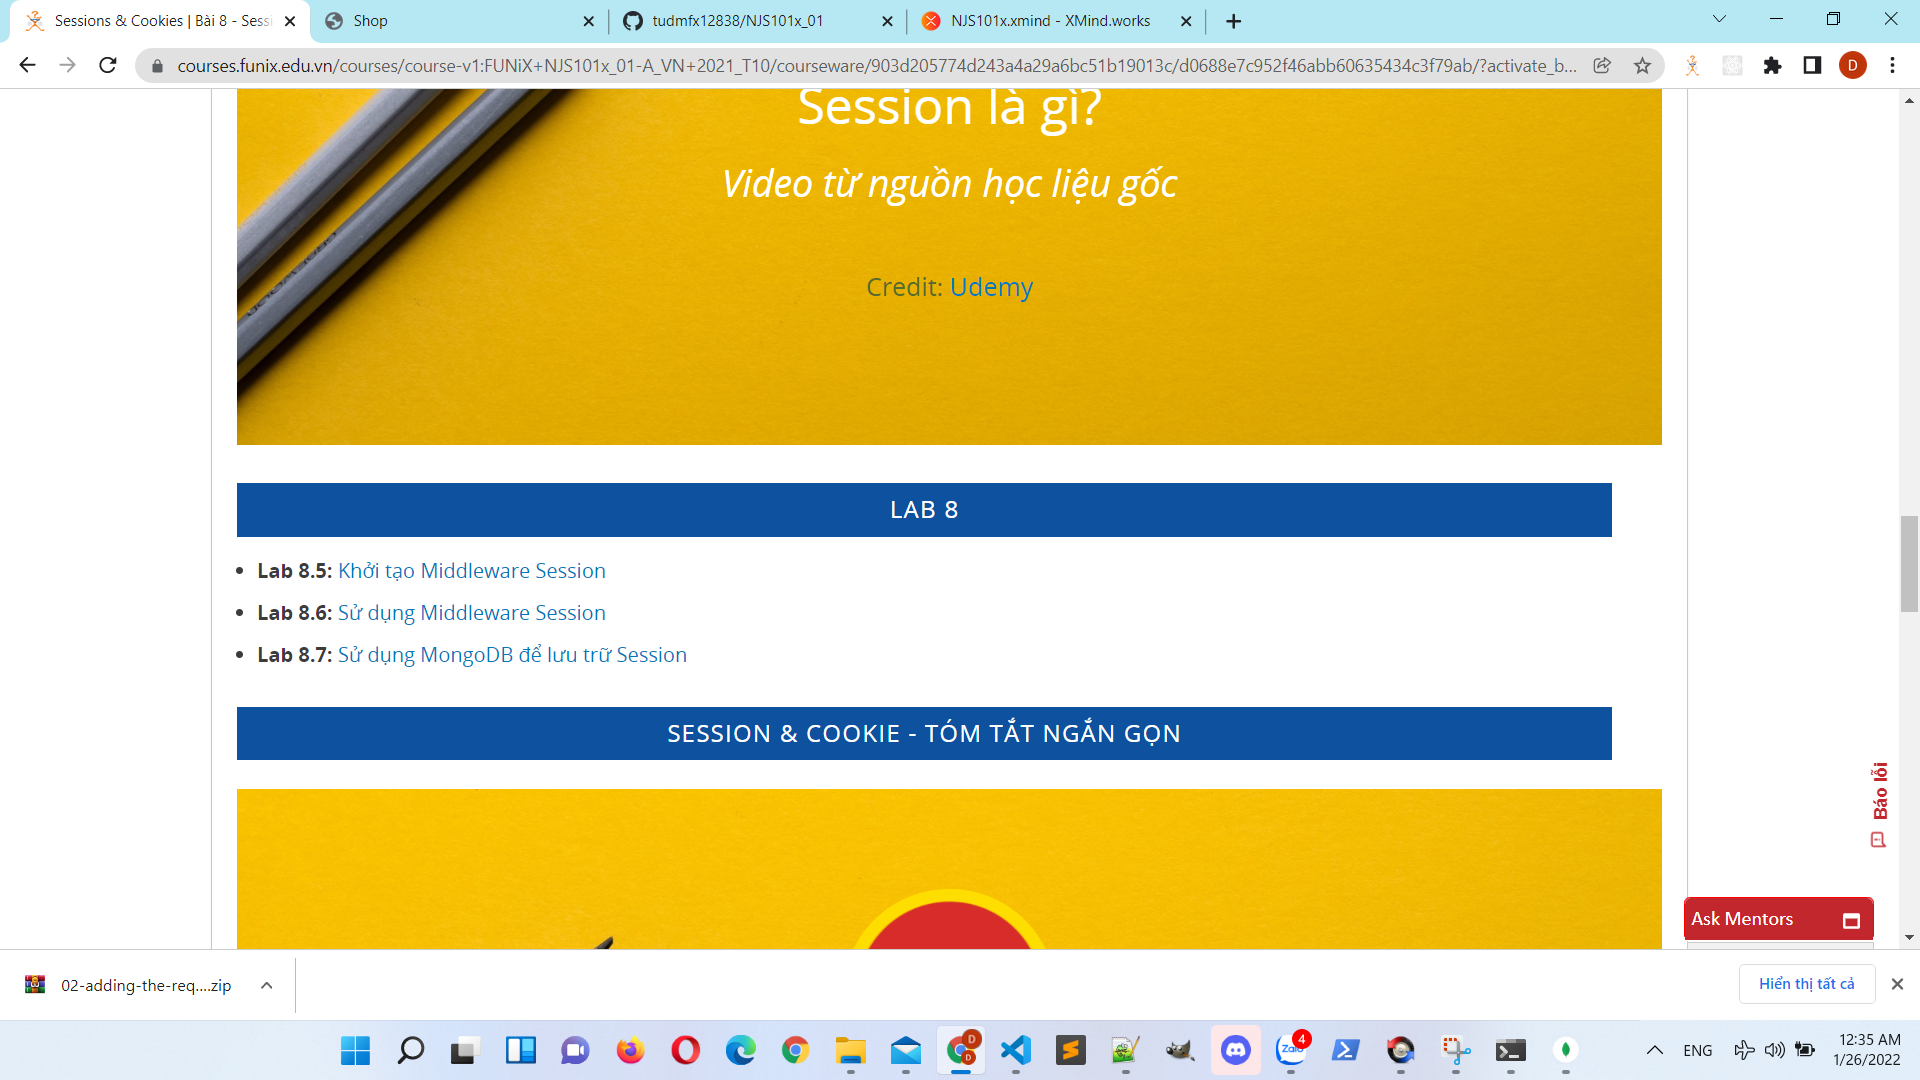 Sessions & Cookies | Bài 8 - Sessi
Shop
tudmfx12838/NJS101x_01
NJS101x.xmind - XMind.works
courses.funix.edu.vn/courses/course-v1:FUNiX+NJS101x_01-A_VN+2021_T10/courseware/903d205774d243a4a29a6bc51b19013c/d0688e7c952f46abb60635434c3f79ab/?activate_b...
D
Session là gì?
Video từ nguồn học liệu gốc
Credit: Udemy
LAB 8
Lab 8.5: Khởi tạo Middleware Session
Lab 8.6: Sử dụng Middleware Session
Lab 8.7: Sử dụng MongoDB để lưu trữ Session
SESSION & COOKIE - TÓM TẮT NGẮN GỌN
Báo lỗi
Ask Mentors
02-adding-the-req....zip
Hiển thị tất cả
D
D
Zalo
4
ENG
12:35 AM
1/26/2022